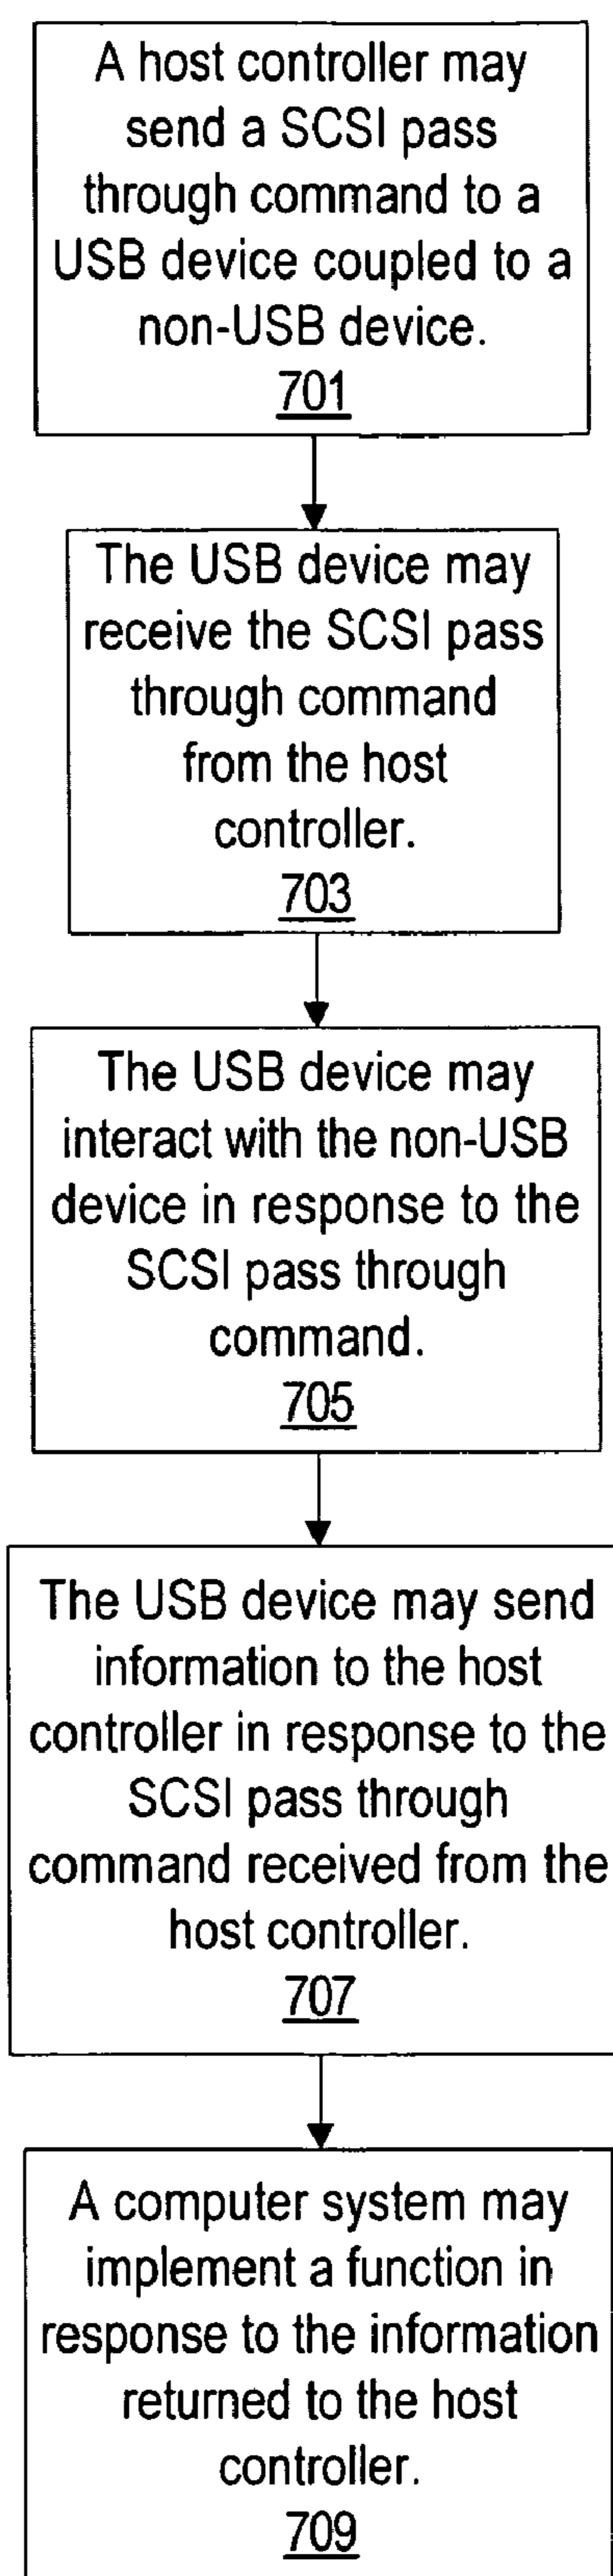 A host controller may
send a SCSI pass
through command to a
USB device coupled to a
non-USB device.
701
The USB device may
receive the SCSI pass
through command
from the host
controller.
703
The USB device may
interact with the non-USB
device in response to the
SCSI pass through
command.
705
The USB device may send
information to the host
controller in response to the
SCSI pass through
command received from the
host controller.
707
A computer system may
implement a function in
response to the information
returned to the host
controller.
709